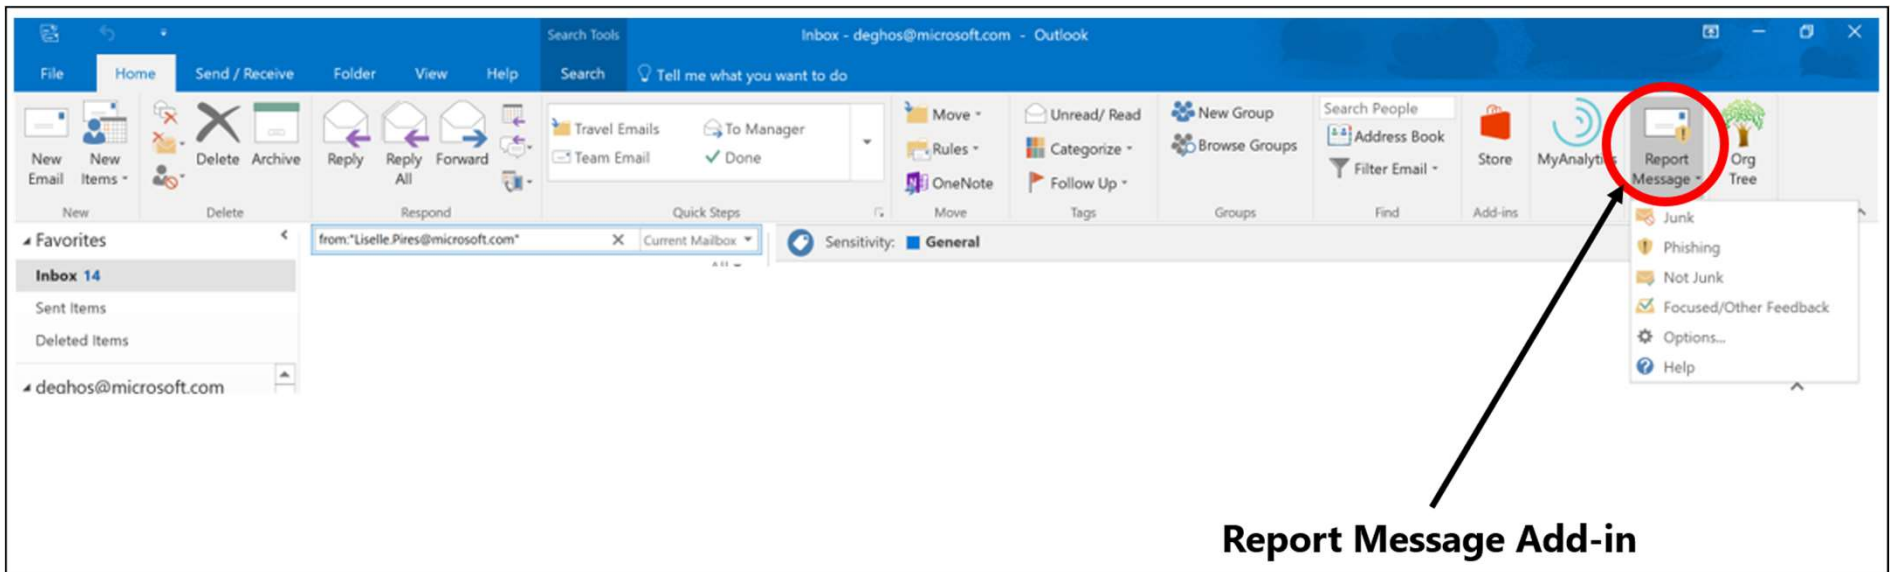 Search Tools
Inbox - deghos@microsoft.com - Outlook
File Home Send / Receive Folder View Help Search Tell me what you want to do
New Email
New Items
Delete
Archive
Reply
Reply All
Forward
Travel Emails
To Manager
Team Email
Done
Move
Rules
OneNote
Unread/ Read
Categorize
Follow Up
New Group
Browse Groups
Search People
Address Book
Filter Email
Store
MyAnalytics
Report Message
Org Tree
New Delete Respond Quick Steps Move Tags Groups Find Add-ins
Junk
Phishing
Not Junk
Focused/Other Feedback
Options...
Help
Favorites
from:"Liselle.Pires@microsoft.com"
Current Mailbox
Sensitivity: General
All
Inbox 14
Sent Items
Deleted Items
deghos@microsoft.com
Report Message Add-in